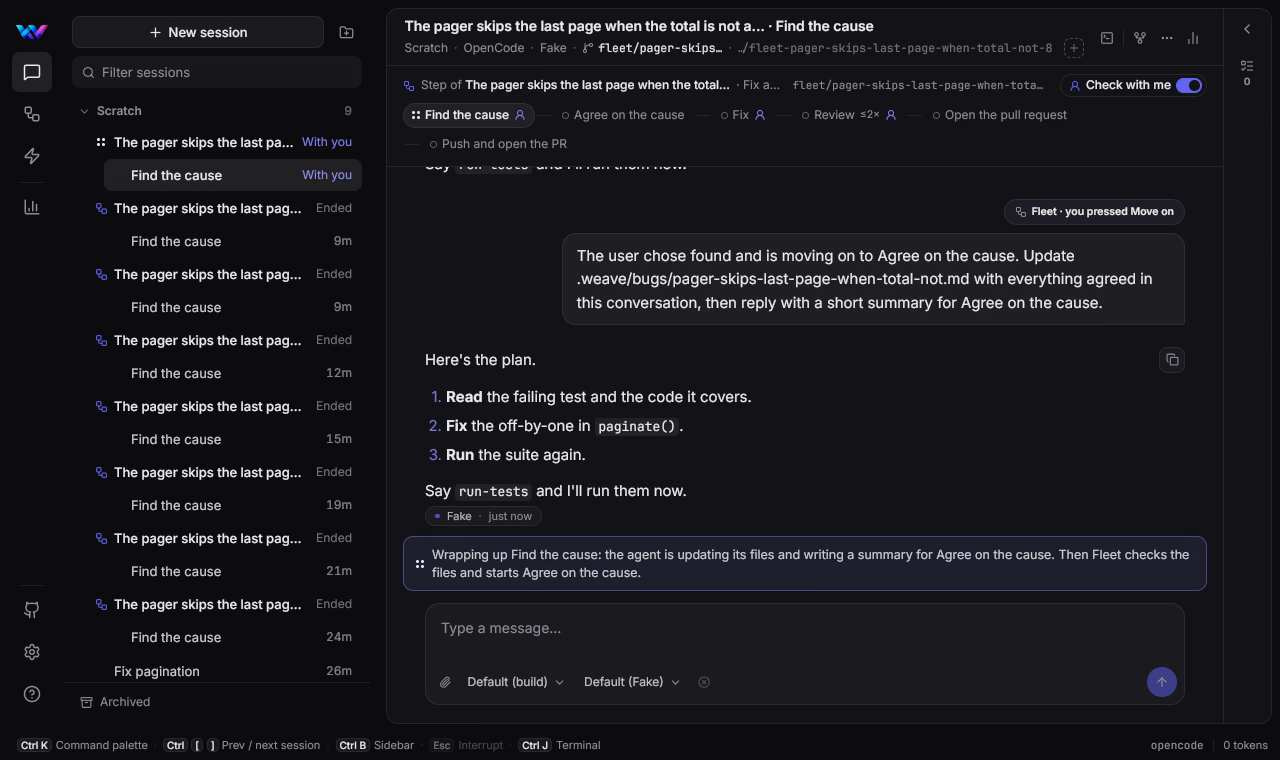 New session
Filter sessions
Scratch 9
The pager skips the last pa... With you
Find the cause With you
The pager skips the last pag... Ended
Find the cause 9m
The pager skips the last pag... Ended
Find the cause 9m
The pager skips the last pag... Ended
Find the cause 12m
The pager skips the last pag... Ended
Find the cause 15m
The pager skips the last pag... Ended
Find the cause 19m
The pager skips the last pag... Ended
Find the cause 21m
The pager skips the last pag... Ended
Find the cause 24m
Fix pagination 26m
Archived
The pager skips the last page when the total is not a... · Find the cause
Scratch · OpenCode · Fake · fleet/pager-skips… · …/fleet-pager-skips-last-page-when-total-not-8
Step of The pager skips the last page when the total... · Fix a... fleet/pager-skips-last-page-when-tota… Check with me
Find the cause Agree on the cause Fix Review ≤2× Open the pull request
Push and open the PR
Say run-tests and I'll run them now.
Fleet · you pressed Move on
The user chose found and is moving on to Agree on the cause. Update
.weave/bugs/pager-skips-last-page-when-total-not.md with everything agreed in
this conversation, then reply with a short summary for Agree on the cause.
Here's the plan.
1. Read the failing test and the code it covers.
2. Fix the off-by-one in paginate().
3. Run the suite again.
Say run-tests and I'll run them now.
Fake · just now
Wrapping up Find the cause: the agent is updating its files and writing a summary for Agree on the cause. Then Fleet checks the
files and starts Agree on the cause.
Type a message...
Default (build) Default (Fake)
0
Ctrl K Command palette · Ctrl [ ] Prev / next session · Ctrl B Sidebar · Esc Interrupt · Ctrl J Terminal
opencode 0 tokens